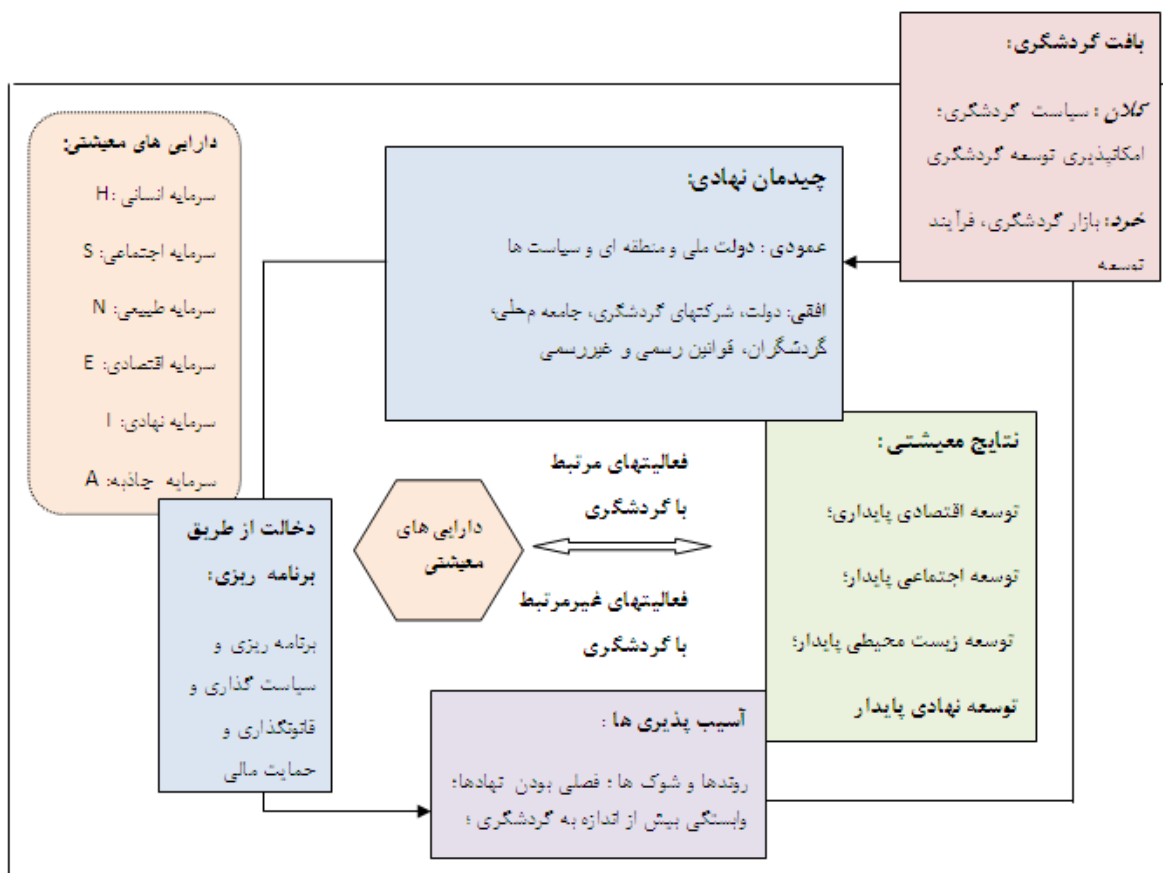 بافت گردشگری:
کلان: سیاست گردشگری؛
امکانپذیری توسعه گردشگری
خرد: بازار گردشگری، فرآیند
توسعه
دارایی های معیشتی:
سرمایه انسانی: H
سرمایه اجتماعی: S
سرمایه طبیعی: N
سرمایه اقتصادی: E
سرمایه نهادی: I
سرمایه جاذبه: A
چیدمان نهادی:
عمودی: دولت ملی و منطقه ای و سیاست ها
افقی: دولت، شرکتهای گردشگری، جامعه محلی،
گردشگران، قوانین رسمی و غیررسمی
نتایج معیشتی:
توسعه اقتصادی پایداری؛
توسعه اجتماعی پایدار؛
توسعه زیست محیطی پایدار؛
توسعه نهادی پایدار
فعالیتهای مرتبط
با گردشگری
دارایی های
معیشتی
فعالیتهای غیرمرتبط
با گردشگری
دخالت از طریق
برنامه ریزی:
برنامه ریزی و
سیاست گذاری و
قانونگذاری و
حمایت مالی
آسیب پذیری ها :
روندها و شوک ها ؛ فصلی بودن نهادها؛
وابستگی بیش از اندازه به گردشگری ؛